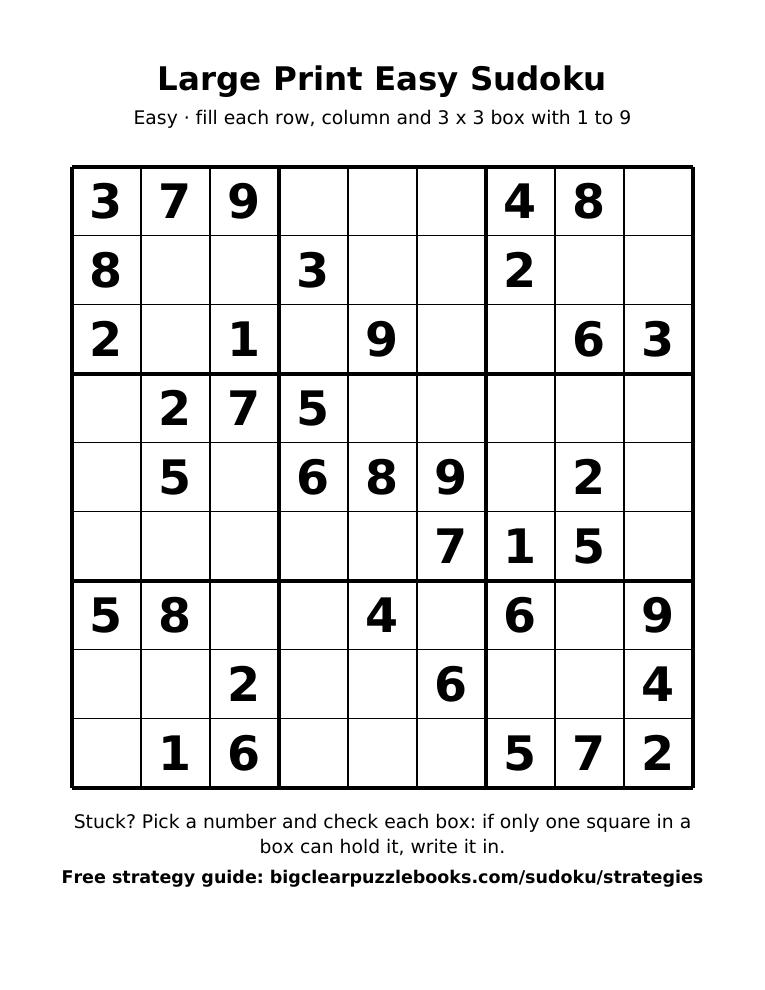 Large Print Easy Sudoku
Easy · fill each row, column and 3 x 3 box with 1 to 9
3 7 9 4 8
8 3 2
2 1 9 6 3
2 7 5
5 6 8 9 2
7 1 5
5 8 4 6 9
2 6 4
1 6 5 7 2
Stuck? Pick a number and check each box: if only one square in a
box can hold it, write it in.
Free strategy guide: bigclearpuzzlebooks.com/sudoku/strategies